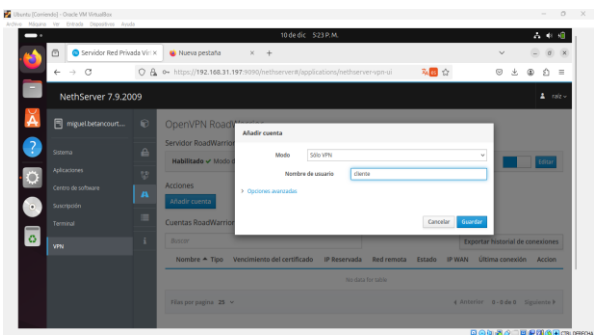 Ubuntu [Corriendo] - Oracle VM VirtualBox
Archivo Máquina Ver Entrada Dispositivos Ayuda
10 de dic 5:23 P. M.
Servidor Red Privada Vir ×
Nueva pestaña × +
https://192.168.31.197:9090/nethserver#/applications/nethserver-vpn-ui
NethServer 7.9.2009
raiz
miguel.betancourt....
Sistema
Aplicaciones
Centro de software
Suscripción
Terminal
VPN
OpenVPN RoadWarrior
Servidor RoadWarrior
Habilitado ✔ Modo d
Editar
Acciones
Añadir cuenta
Cuentas RoadWarrior
Buscar
Exportar historial de conexiones
Nombre Tipo Vencimiento del certificado IP Reservada Red remota Estado IP WAN Última conexión Accion
No data for table
Filas por pagina 25
Anterior 0 - 0 de 0 Siguiente
Añadir cuenta
Modo Sólo VPN
Nombre de usuario cliente
> Opciones avanzadas
Cancelar Guardar
CTRL DERECHA